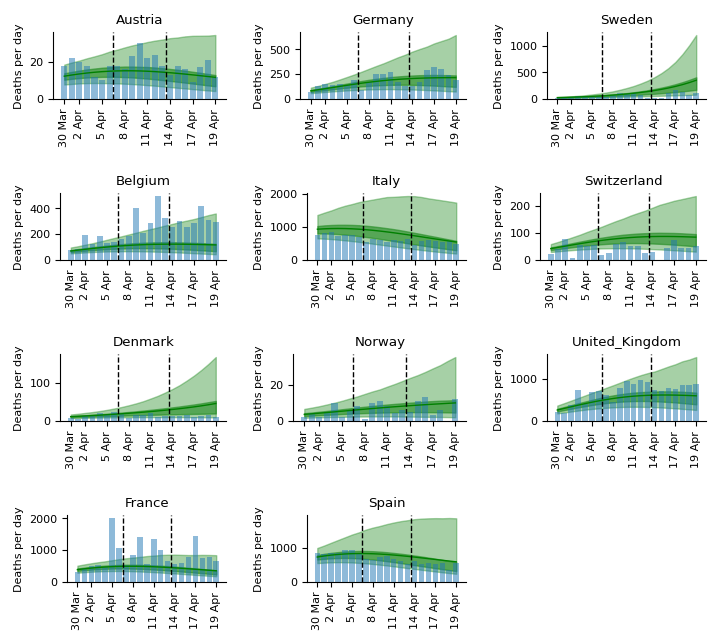 Austria
Deaths per day
20
0
30 Mar
2 Apr
5 Apr
8 Apr
11 Apr
14 Apr
17 Apr
19 Apr
Germany
Deaths per day
500
250
0
30 Mar
2 Apr
5 Apr
8 Apr
11 Apr
14 Apr
17 Apr
19 Apr
Sweden
Deaths per day
1000
500
0
30 Mar
2 Apr
5 Apr
8 Apr
11 Apr
14 Apr
17 Apr
19 Apr
Belgium
Deaths per day
400
200
0
30 Mar
2 Apr
5 Apr
8 Apr
11 Apr
14 Apr
17 Apr
19 Apr
Italy
Deaths per day
2000
1000
0
30 Mar
2 Apr
5 Apr
8 Apr
11 Apr
14 Apr
17 Apr
19 Apr
Switzerland
Deaths per day
200
100
0
30 Mar
2 Apr
5 Apr
8 Apr
11 Apr
14 Apr
17 Apr
19 Apr
Denmark
Deaths per day
100
0
30 Mar
2 Apr
5 Apr
8 Apr
11 Apr
14 Apr
17 Apr
19 Apr
Norway
Deaths per day
20
0
30 Mar
2 Apr
5 Apr
8 Apr
11 Apr
14 Apr
17 Apr
19 Apr
United_Kingdom
Deaths per day
1000
0
30 Mar
2 Apr
5 Apr
8 Apr
11 Apr
14 Apr
17 Apr
19 Apr
France
Deaths per day
2000
1000
0
30 Mar
2 Apr
5 Apr
8 Apr
11 Apr
14 Apr
17 Apr
19 Apr
Spain
Deaths per day
1000
0
30 Mar
2 Apr
5 Apr
8 Apr
11 Apr
14 Apr
17 Apr
19 Apr